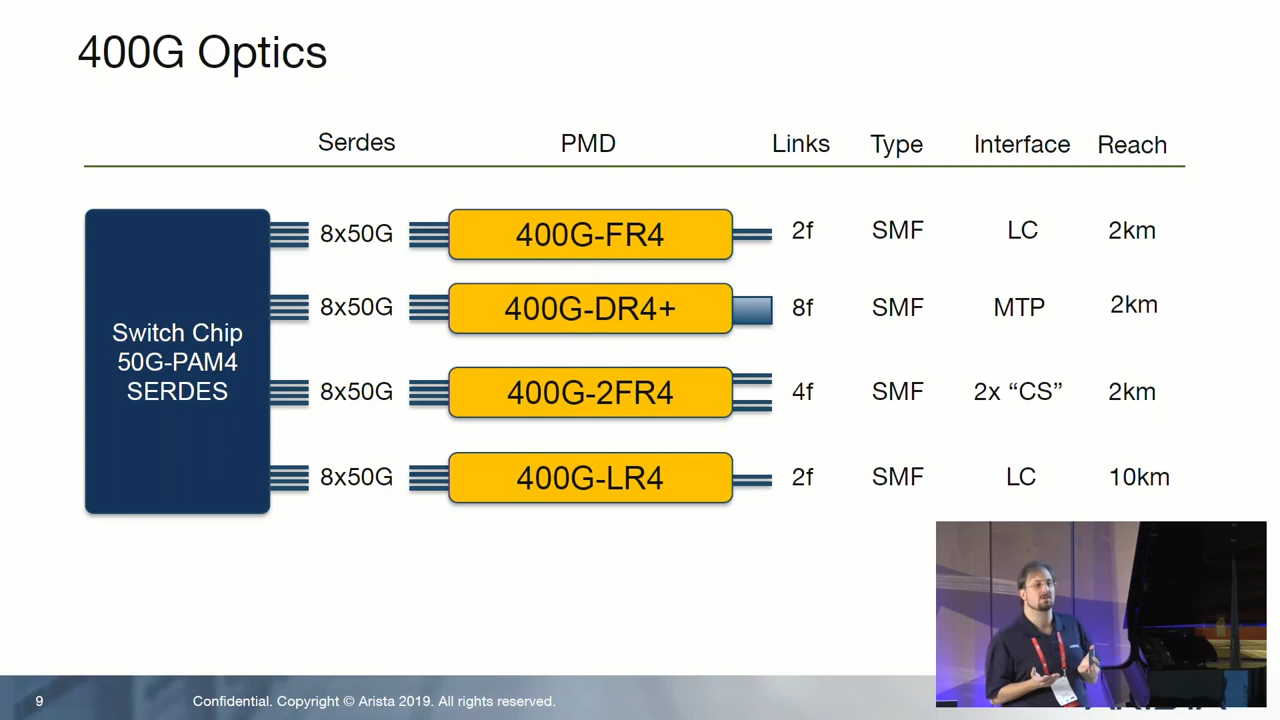 400G Optics
Serdes PMD Links Type Interface Reach
8x50G 400G-FR4 2f SMF LC 2km
8x50G 400G-DR4+ 8f SMF MTP 2km
Switch Chip
50G-PAM4
SERDES
8x50G 400G-2FR4 4f SMF 2x “CS” 2km
8x50G 400G-LR4 2f SMF LC 10km
9 Confidential. Copyright © Arista 2019. All rights reserved.